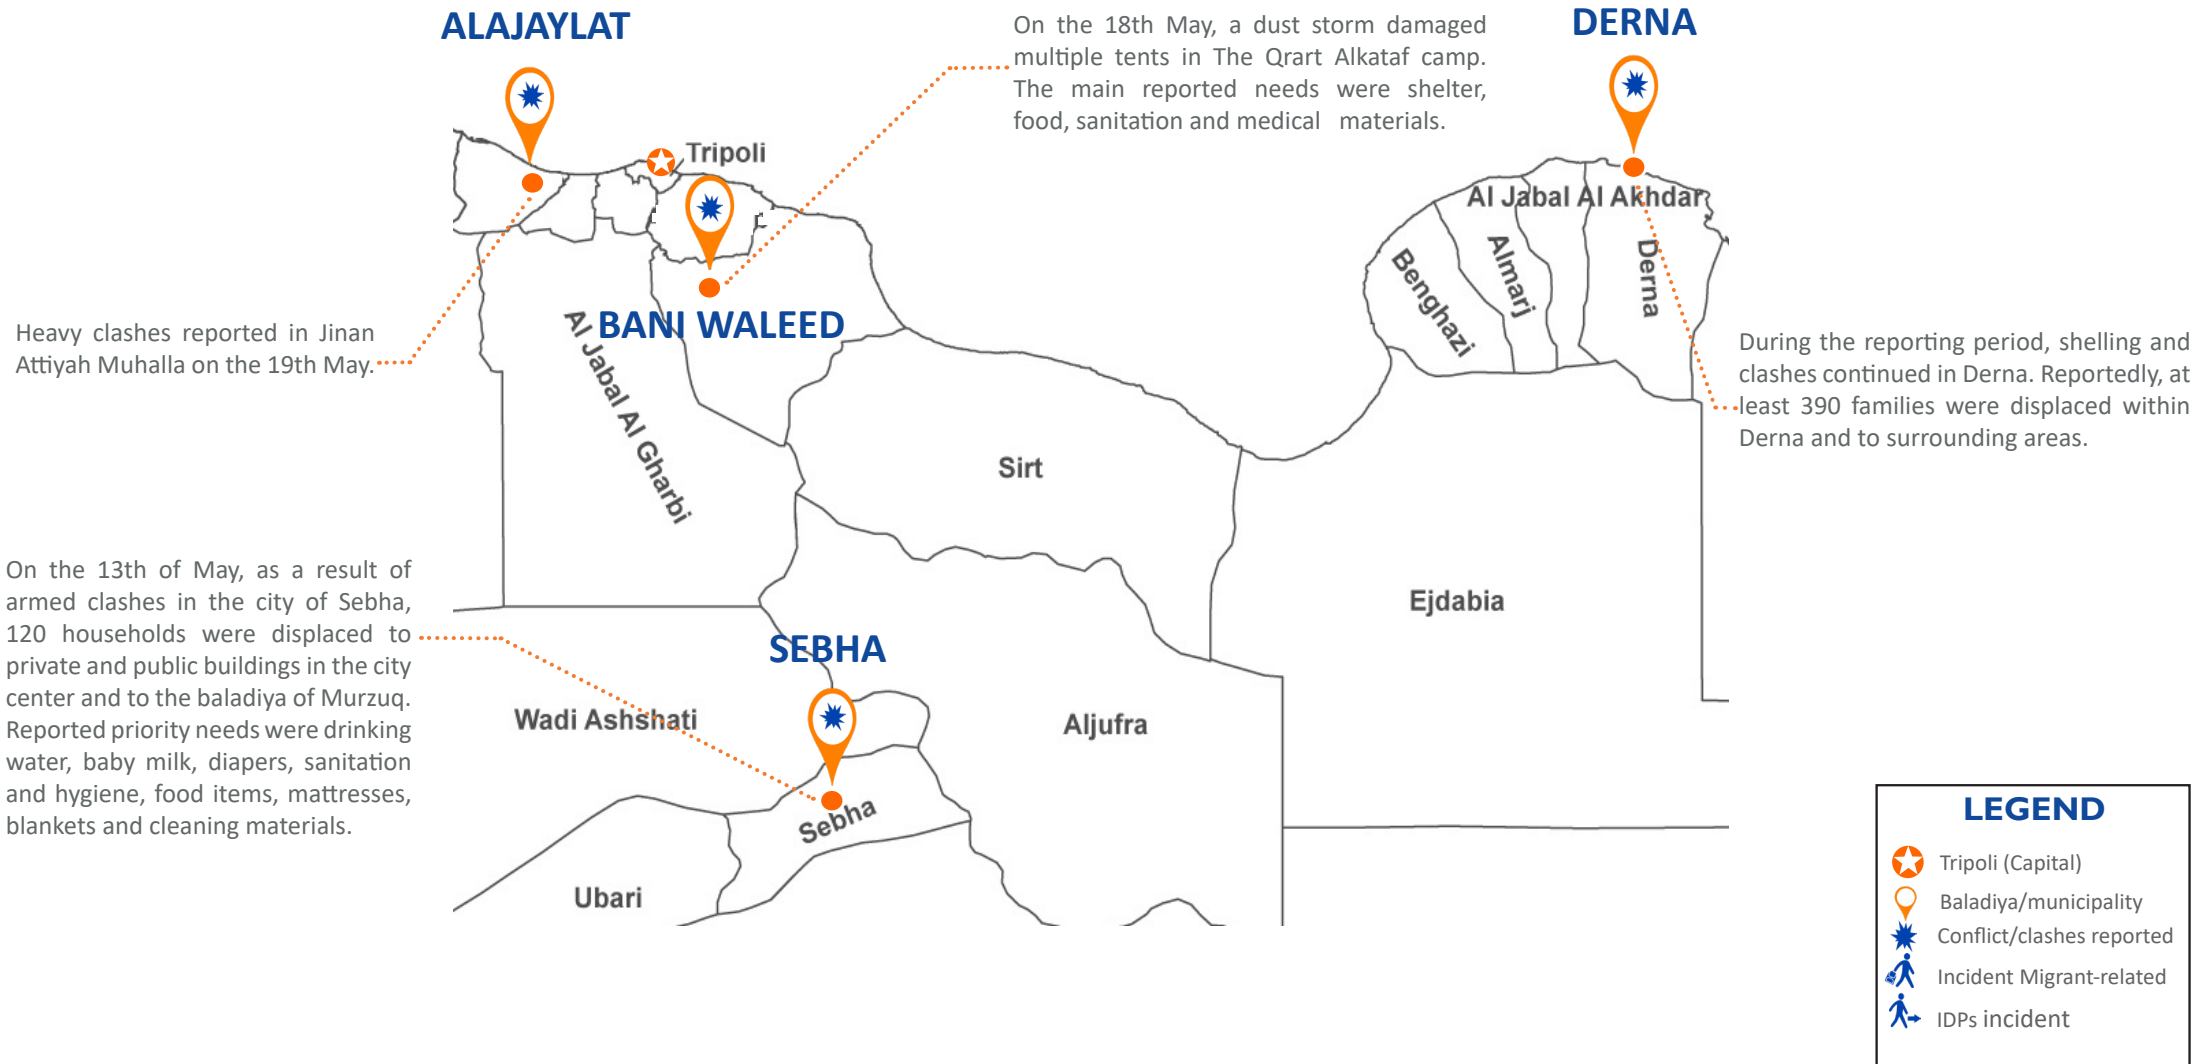 ALAJAYLAT
On the 18th May, a dust storm damaged
multiple tents in The Qrart Alkataf camp.
The main reported needs were shelter,
food, sanitation and medical materials.
DERNA
Tripoli
Al Jabal Al Akhdar
Benghazi
Almarj
Derna
Heavy clashes reported in Jinan
Attiyah Muhalla on the 19th May.
BANI WALEED
Al Jabal Al Gharbi
During the reporting period, shelling and
clashes continued in Derna. Reportedly, at
least 390 families were displaced within
Derna and to surrounding areas.
Sirt
On the 13th of May, as a result of
armed clashes in the city of Sebha,
120 households were displaced to
private and public buildings in the city
center and to the baladiya of Murzuq.
Reported priority needs were drinking
water, baby milk, diapers, sanitation
and hygiene, food items, mattresses,
blankets and cleaning materials.
Ejdabia
SEBHA
Wadi Ashshati
Aljufra
Sebha
Ubari
LEGEND
Tripoli (Capital)
Baladiya/municipality
Conflict/clashes reported
Incident Migrant-related
IDPs incident